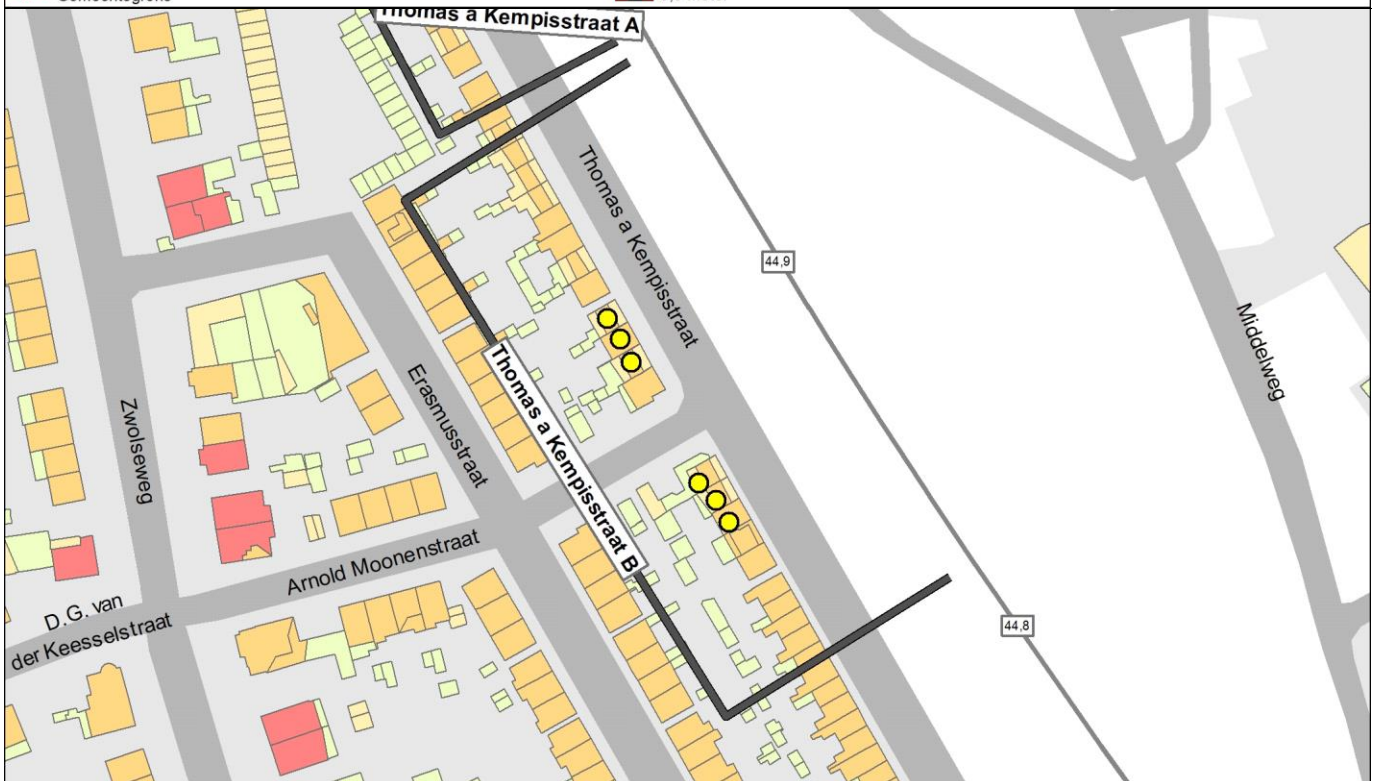 Thomas a Kempisstraat A
Thomas a Kempisstraat
44,9
Middelweg
Thomas a Kempisstraat B
Erasmusstraat
Zwolseweg
Arnold Moonenstraat
D.G. van
der Keesselstraat
44,8